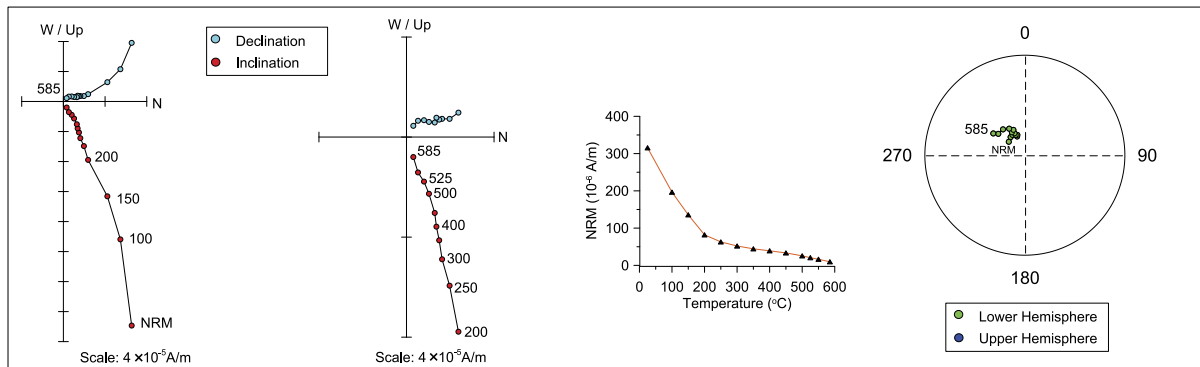 W / Up
585
N
200
150
100
NRM
Scale: 4 ×10⁻⁵A/m
Declination
Inclination
W / Up
N
585
525
500
400
300
250
200
Scale: 4 ×10⁻⁵A/m
NRM (10⁻⁶ A/m)
400
300
200
100
0
0 100 200 300 400 500 600
Temperature (°C)
0
270
90
180
585
NRM
Lower Hemisphere
Upper Hemisphere